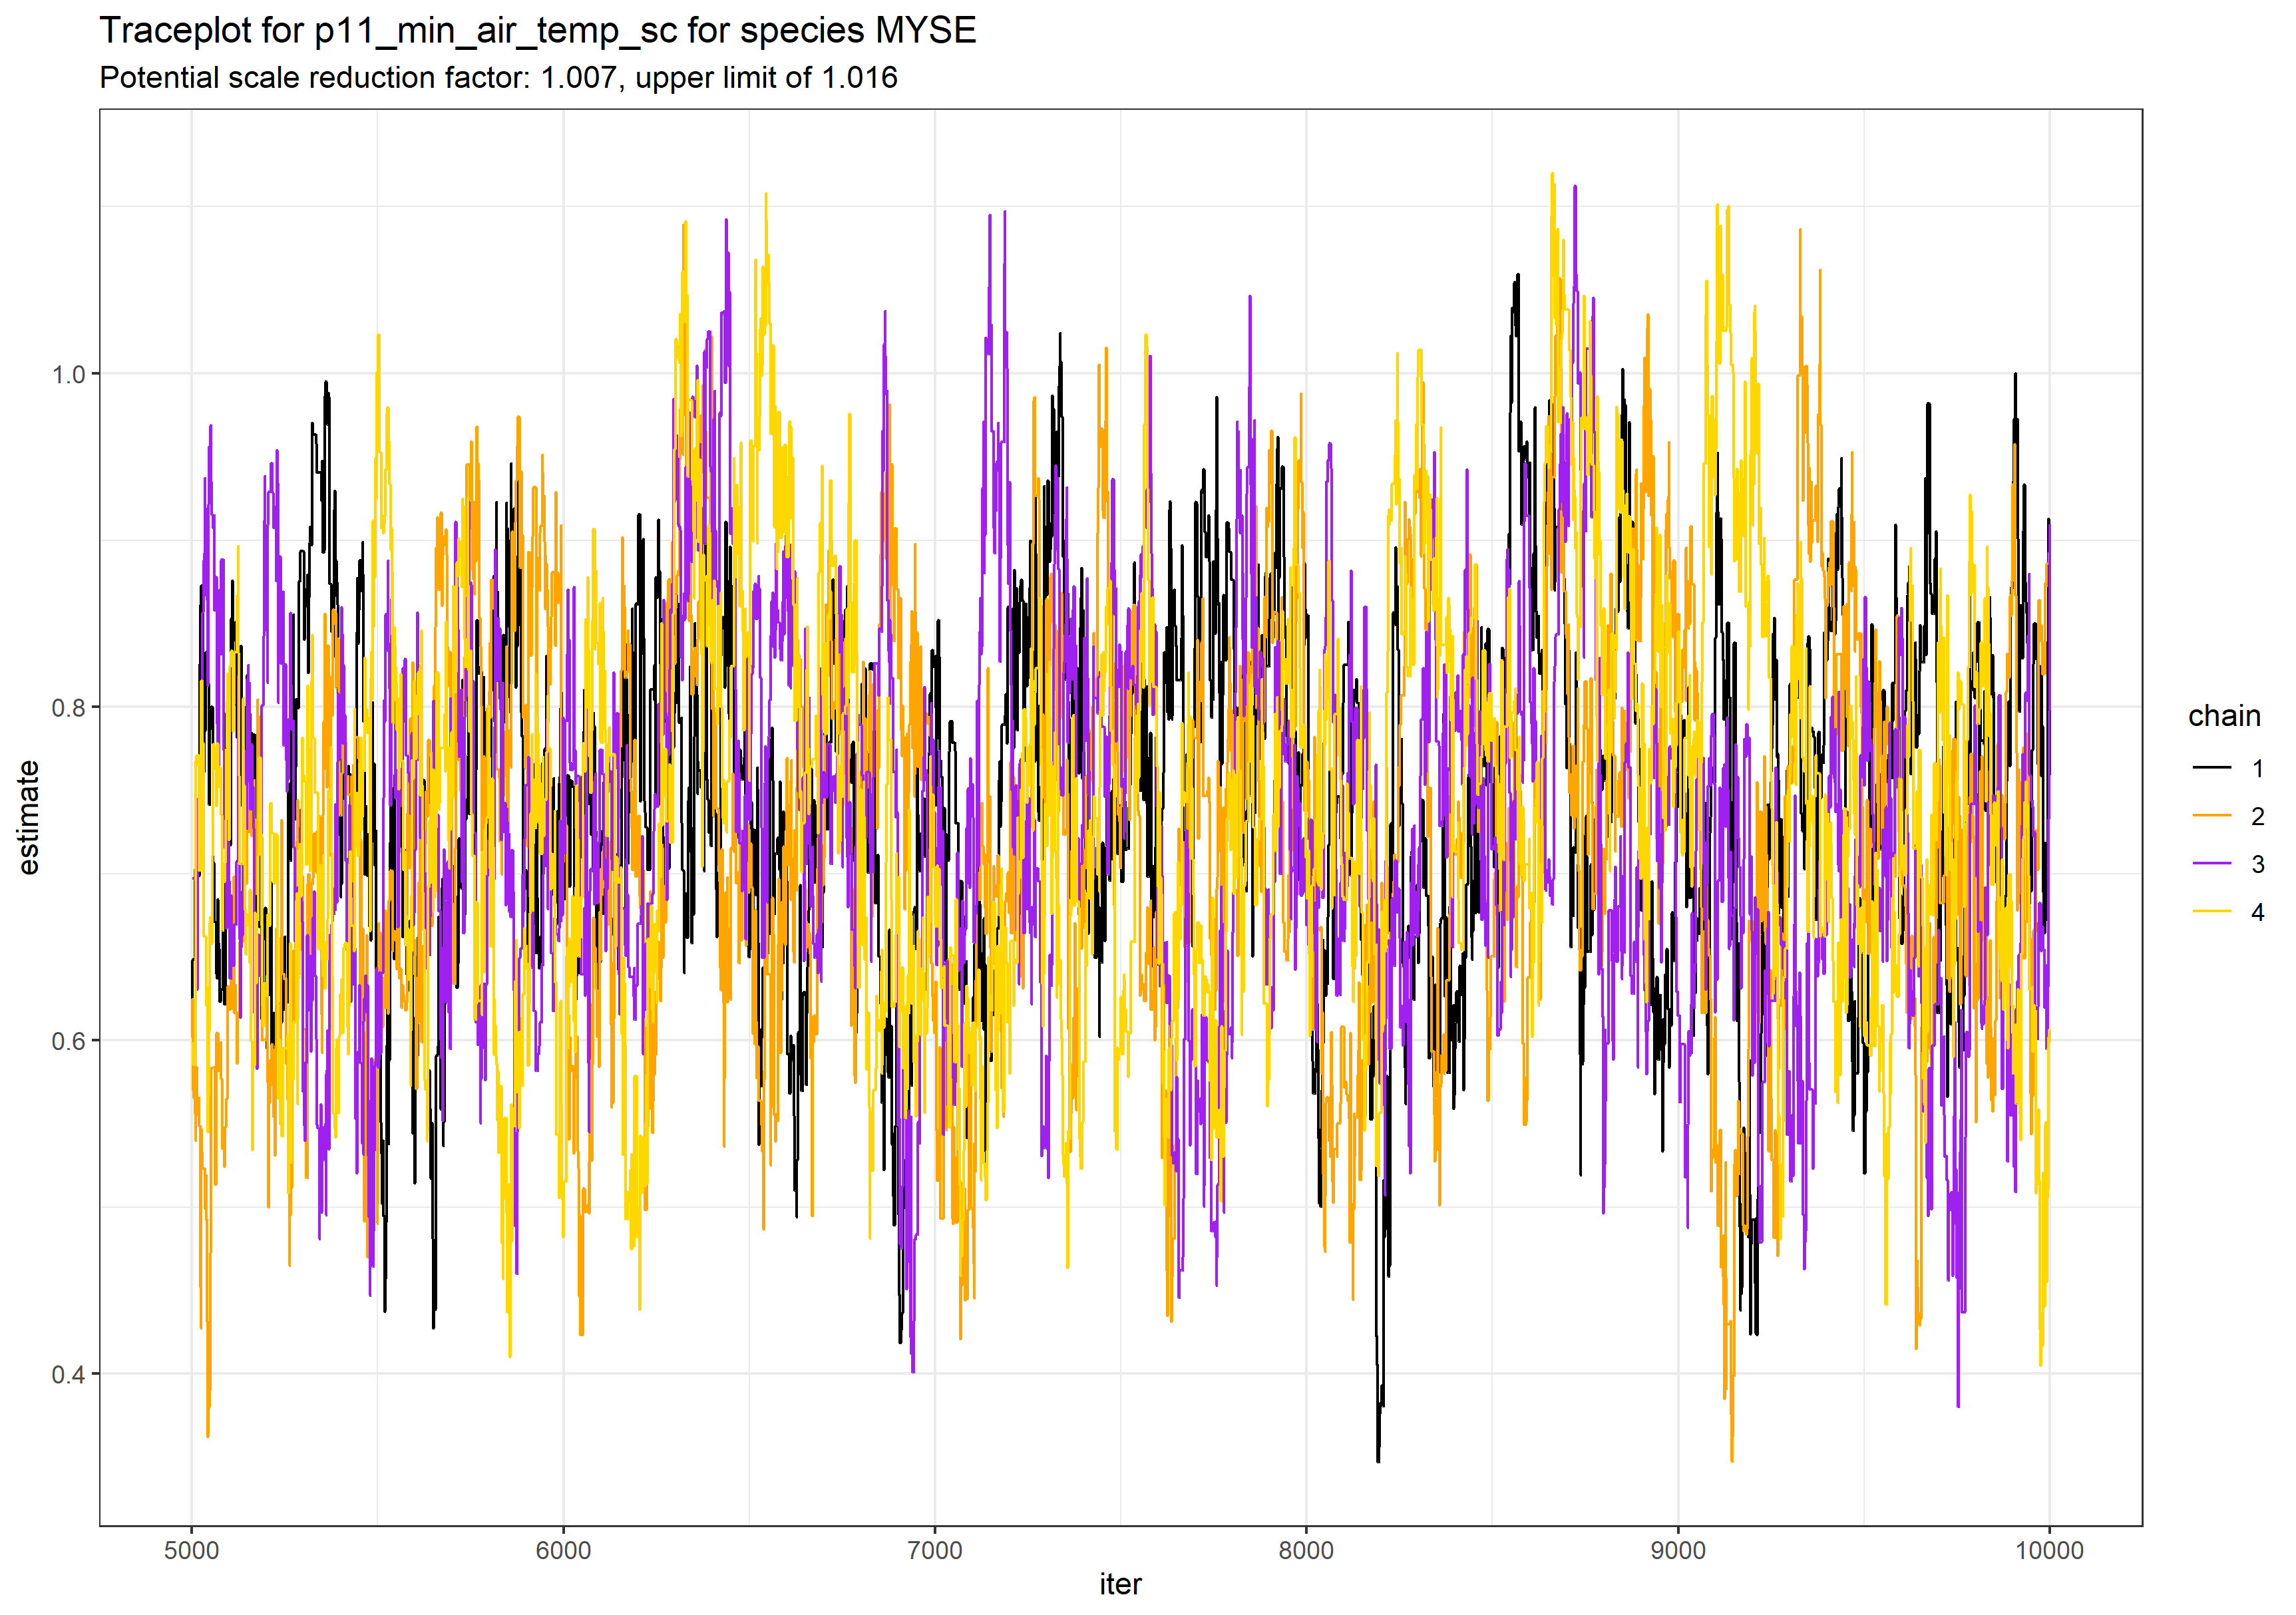 Traceplot for p11_min_air_temp_sc for species MYSE
Potential scale reduction factor: 1.007, upper limit of 1.016
1.0
0.8
0.6
0.4
estimate
5000 6000 7000 8000 9000 10000
iter
chain
1
2
3
4